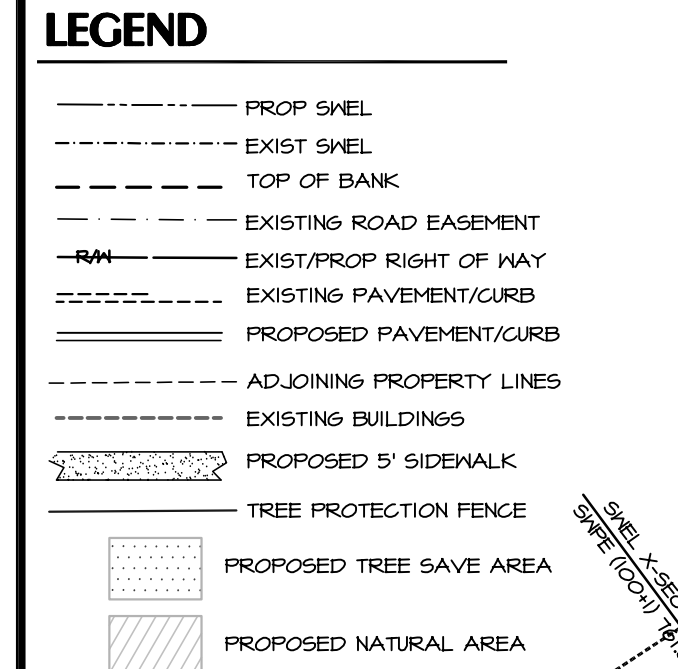 LEGEND
PROP SWEL
EXIST SWEL
TOP OF BANK
EXISTING ROAD EASEMENT
R/W EXIST/PROP RIGHT OF WAY
EXISTING PAVEMENT/CURB
PROPOSED PAVEMENT/CURB
ADJOINING PROPERTY LINES
EXISTING BUILDINGS
PROPOSED 5' SIDEWALK
TREE PROTECTION FENCE
PROPOSED TREE SAVE AREA
PROPOSED NATURAL AREA
SWEL X-SEC
SWPE (100+1)